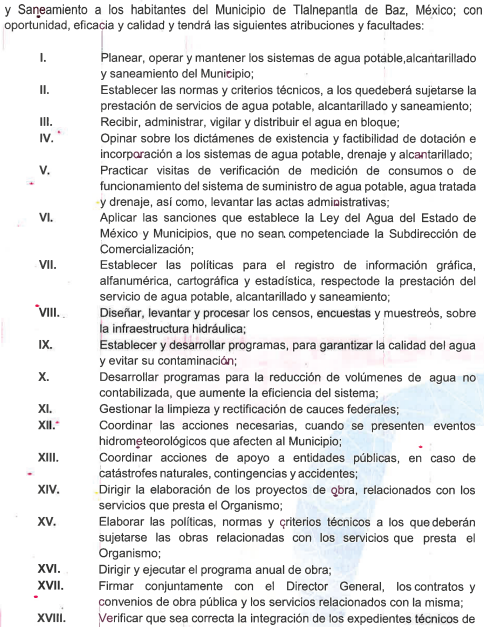 y Saneamiento a los habitantes del Municipio de Tlalnepantla de Baz, México; con
oportunidad, eficacia y calidad y tendrá las siguientes atribuciones y facultades:
I. Planear, operar y mantener los sistemas de agua potable,alcantarillado
y saneamiento del Municipio;
II. Establecer las normas y criterios técnicos, a los quedeberá sujetarse la
prestación de servicios de agua potable, alcantarillado y saneamiento;
III. Recibir, administrar, vigilar y distribuir el agua en bloque;
IV. Opinar sobre los dictámenes de existencia y factibilidad de dotación e
incorporación a los sistemas de agua potable, drenaje y alcantarillado;
V. Practicar visitas de verificación de medición de consumos o de
funcionamiento del sistema de suministro de agua potable, agua tratada
y drenaje, así como, levantar las actas administrativas;
VI. Aplicar las sanciones que establece la Ley del Agua del Estado de
México y Municipios, que no sean competenciade la Subdirección de
Comercialización;
VII. Establecer las políticas para el registro de información gráfica,
alfanumérica, cartográfica y estadística, respectode la prestación del
servicio de agua potable, alcantarillado y saneamiento;
VIII. Diseñar, levantar y procesar los censos, encuestas y muestreos, sobre
la infraestructura hidráulica;
IX. Establecer y desarrollar programas, para garantizar la calidad del agua
y evitar su contaminación;
X. Desarrollar programas para la reducción de volúmenes de agua no
contabilizada, que aumente la eficiencia del sistema;
XI. Gestionar la limpieza y rectificación de cauces federales;
XII. Coordinar las acciones necesarias, cuando se presenten eventos
hidrometeorológicos que afecten al Municipio;
XIII. Coordinar acciones de apoyo a entidades públicas, en caso de
catástrofes naturales, contingencias y accidentes;
XIV. Dirigir la elaboración de los proyectos de obra, relacionados con los
servicios que presta el Organismo;
XV. Elaborar las políticas, normas y criterios técnicos a los que deberán
sujetarse las obras relacionadas con los servicios que presta el
Organismo;
XVI. Dirigir y ejecutar el programa anual de obra;
XVII. Firmar conjuntamente con el Director General, los contratos y
convenios de obra pública y los servicios relacionados con la misma;
XVIII. Verificar que sea correcta la integración de los expedientes técnicos de